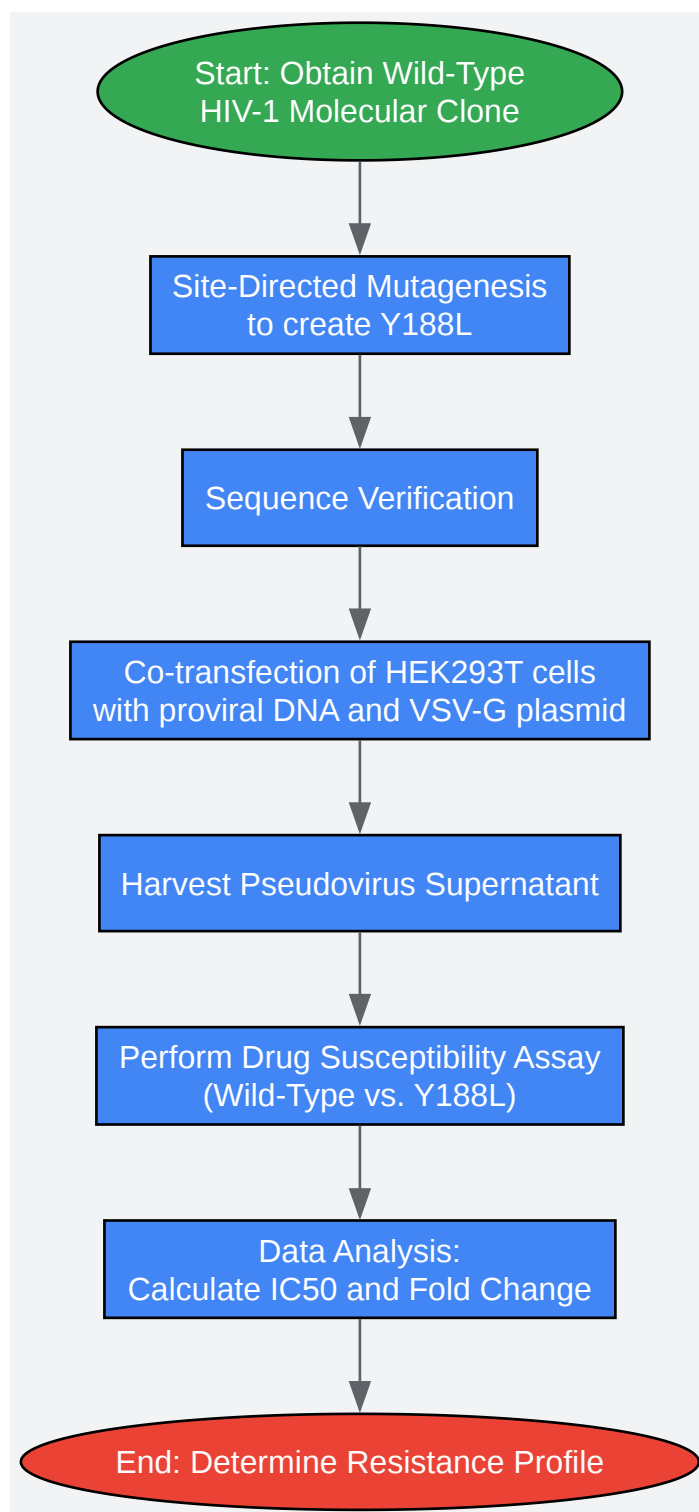 Start: Obtain Wild-Type
HIV-1 Molecular Clone
Site-Directed Mutagenesis
to create Y188L
Sequence Verification
Co-transfection of HEK293T cells
with proviral DNA and VSV-G plasmid
Harvest Pseudovirus Supernatant
Perform Drug Susceptibility Assay
(Wild-Type vs. Y188L)
Data Analysis:
Calculate IC50 and Fold Change
End: Determine Resistance Profile